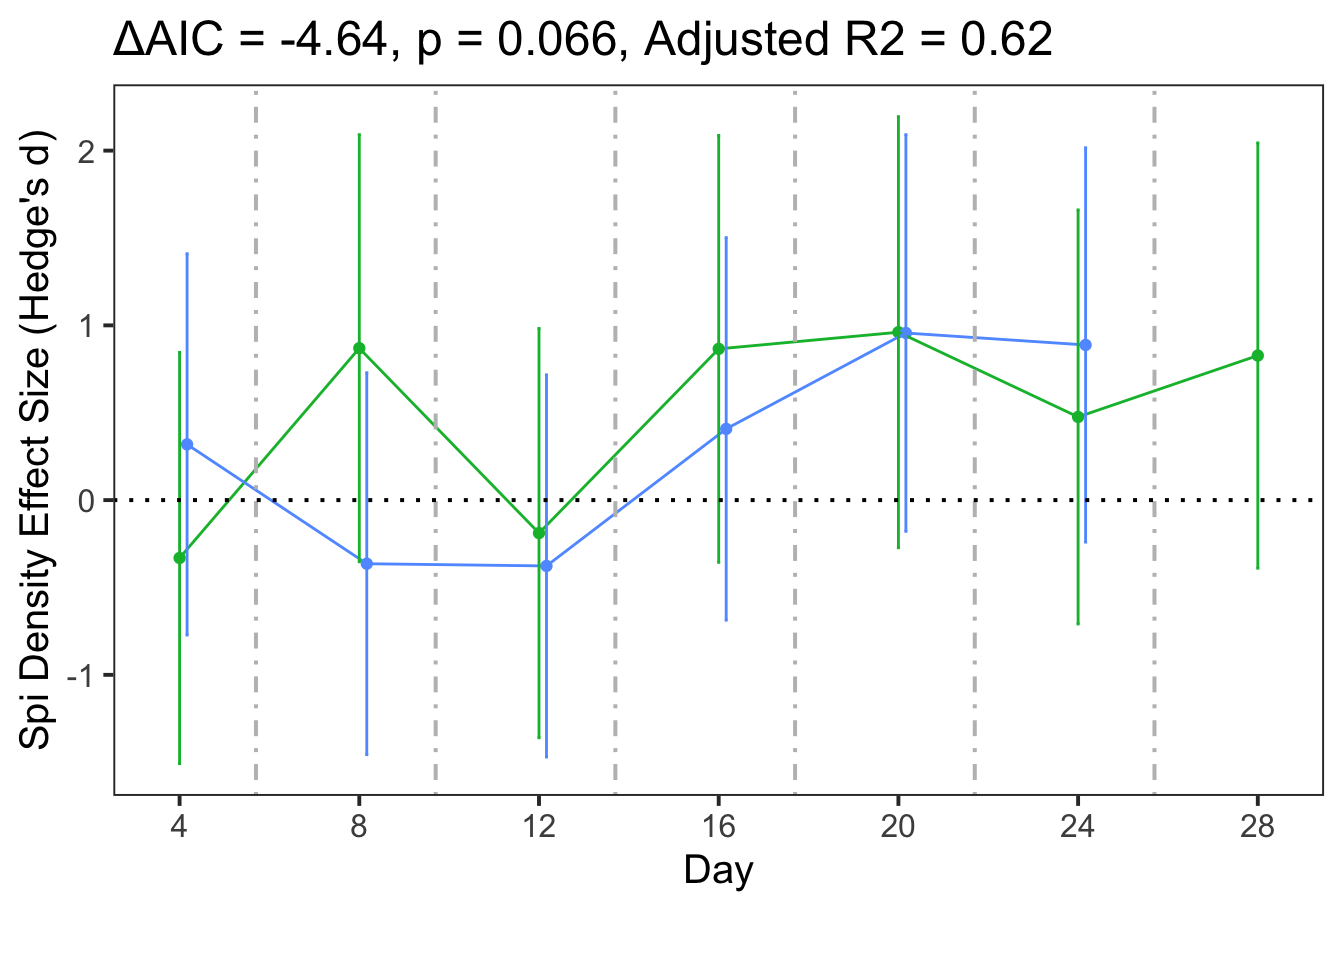 ΔAIC = -4.64, p = 0.066, Adjusted R2 = 0.62
Spi Density Effect Size (Hedge's d)
2
1
0
-1
4 8 12 16 20 24 28
Day